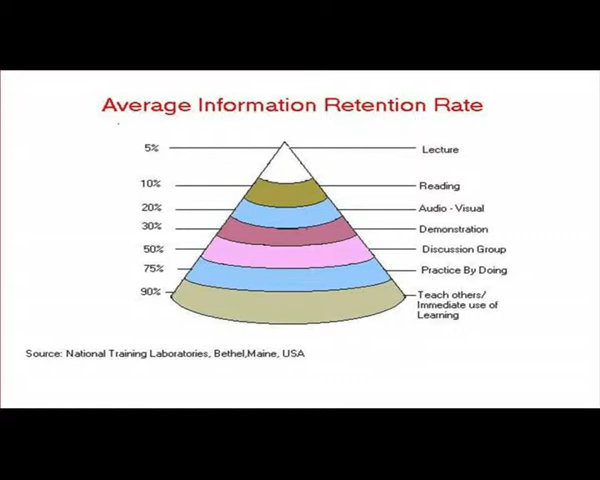 Average Information Retention Rate
5% Lecture
10% Reading
20% Audio - Visual
30% Demonstration
50% Discussion Group
75% Practice By Doing
90% Teach others/
Immediate use of
Learning
Source: National Training Laboratories, Bethel,Maine, USA